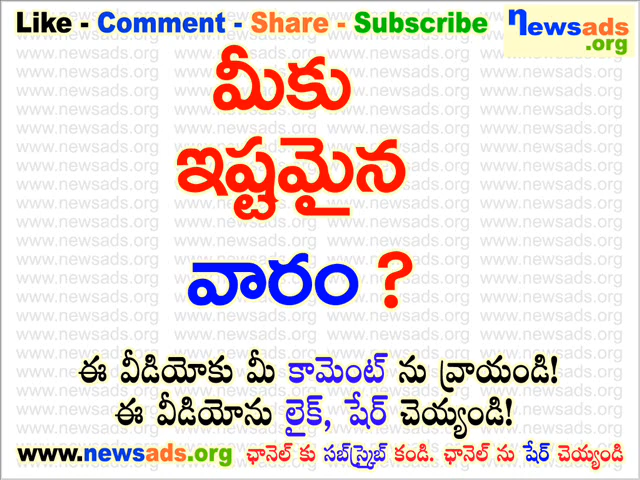 Like - Comment - Share - Subscribe
newsads
.org
మీకు
ఇష్టమైన
వారం ?
ఈ వీడియోకు మీ కామెంట్ ను వ్రాయండి!
ఈ వీడియోను లైక్, షేర్ చెయ్యండి!
www.newsads.org ఛానెల్ కు సబ్‌స్క్రైబ్ కండి. ఛానెల్ ను షేర్ చెయ్యండి